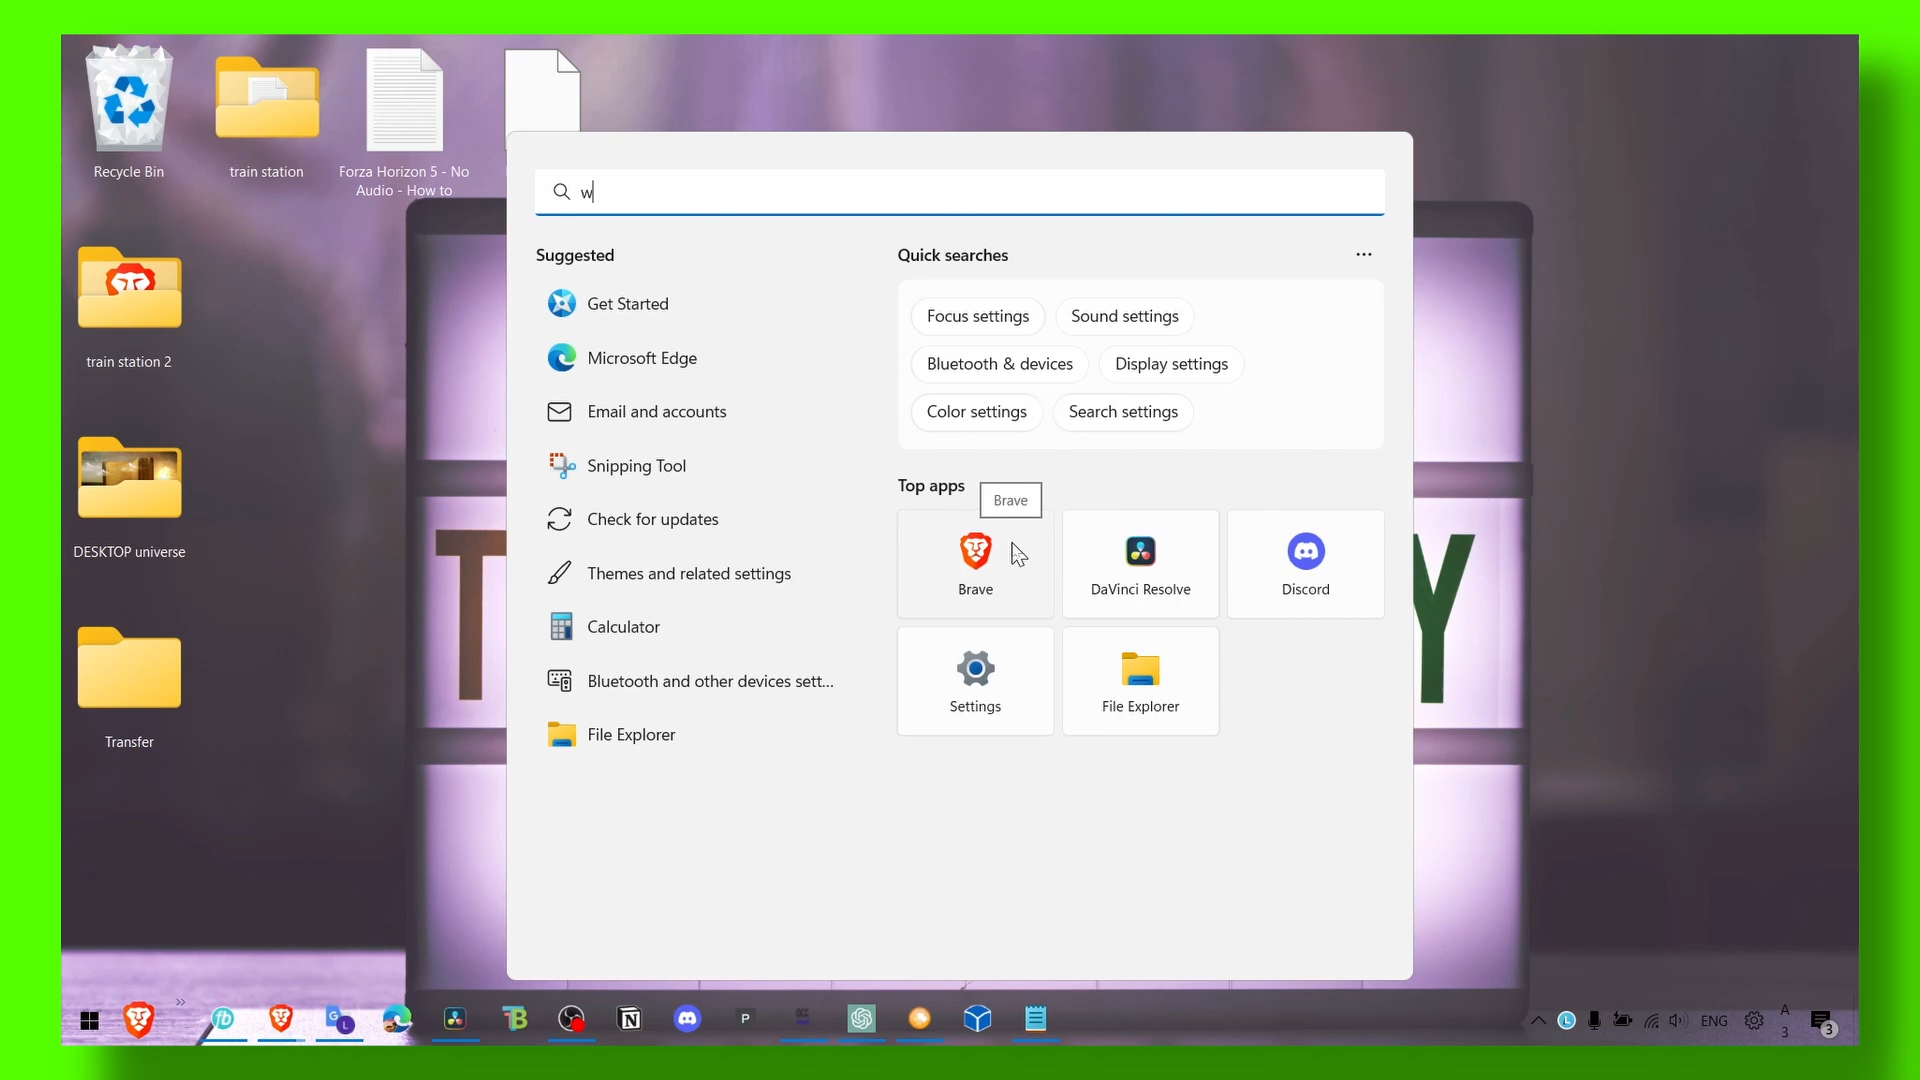 Recycle Bin
train station
Forza Horizon 5 - No
Audio - How to
train station 2
DESKTOP universe
Transfer
w
Suggested
Get Started
Microsoft Edge
Email and accounts
Snipping Tool
Check for updates
Themes and related settings
Calculator
Bluetooth and other devices sett...
File Explorer
Quick searches
Focus settings
Sound settings
Bluetooth & devices
Display settings
Color settings
Search settings
Top apps
Brave
Brave
DaVinci Resolve
Discord
Settings
File Explorer
T
Y
fb
G
L
TB
N
P
L
ENG
A
3
3